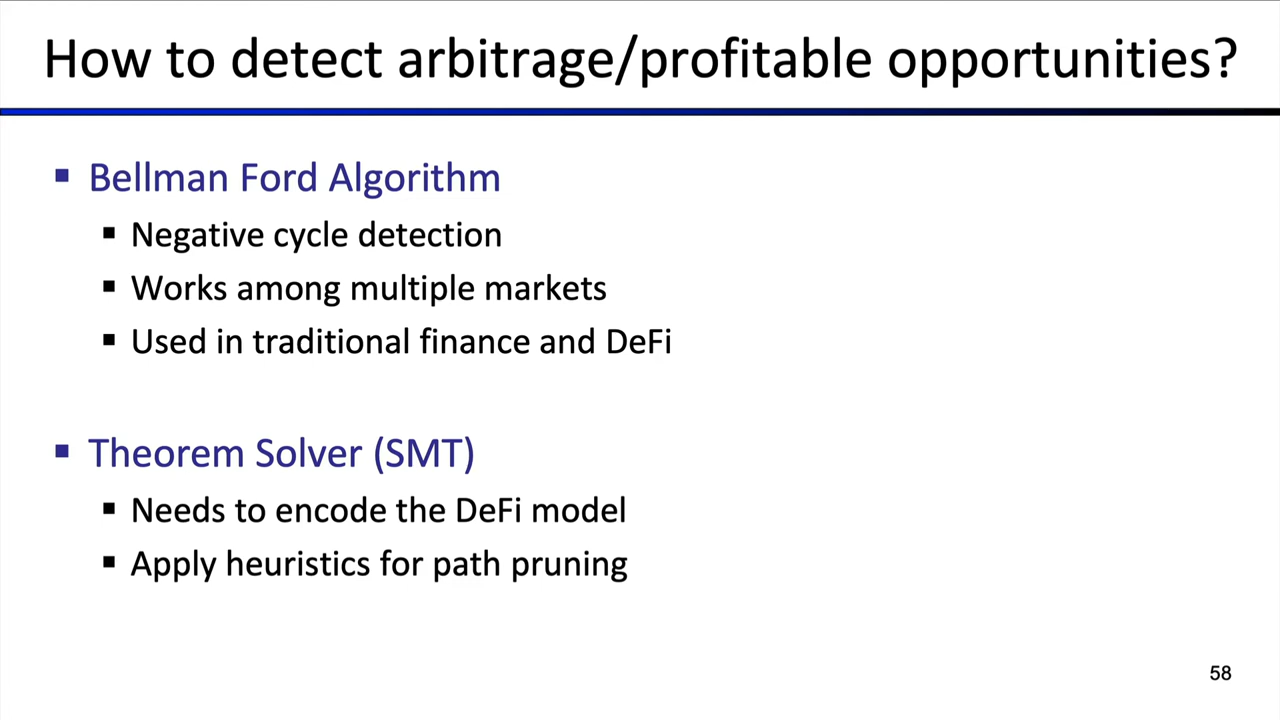 How to detect arbitrage/profitable opportunities?
▪ Bellman Ford Algorithm
▪ Negative cycle detection
▪ Works among multiple markets
▪ Used in traditional finance and DeFi
▪ Theorem Solver (SMT)
▪ Needs to encode the DeFi model
▪ Apply heuristics for path pruning
58